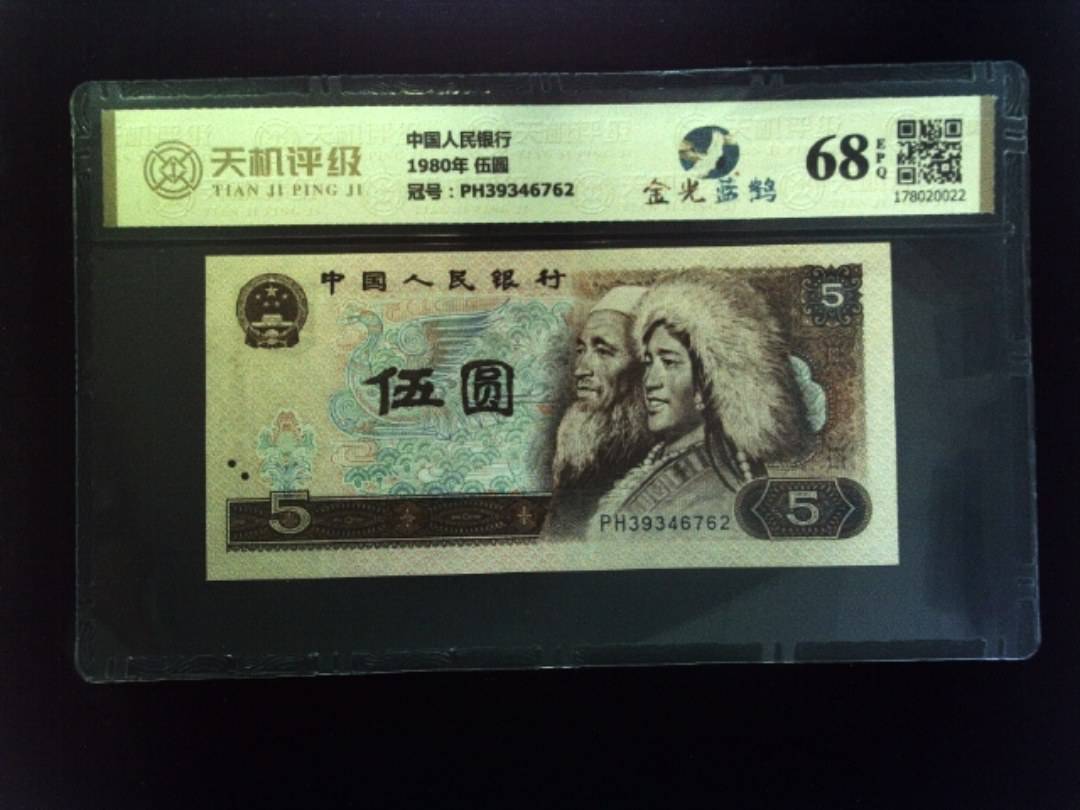 天机评级
TIAN JI PING JI
中国人民银行
1980年 伍圆
冠号：PH39346762
金光蓝鹤
68
EPQ
178020022
中国人民银行
5
伍圆
5
PH39346762
5